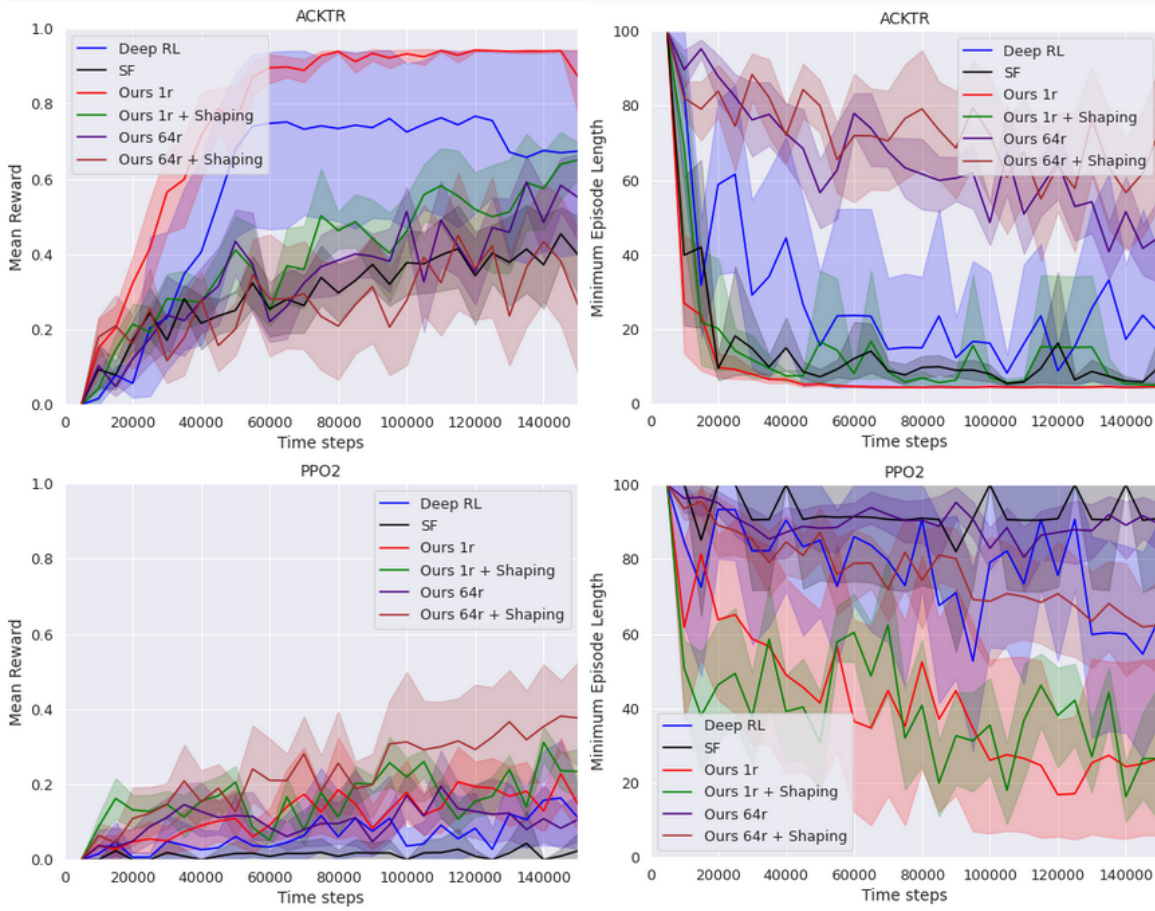 ACKTR
Mean Reward
1.0
0.8
0.6
0.4
0.2
0.0
Deep RL
SF
Ours 1r
Ours 1r + Shaping
Ours 64r
Ours 64r + Shaping
0 20000 40000 60000 80000 100000 120000 140000
Time steps
ACKTR
Minimum Episode Length
100
80
60
40
20
0
Deep RL
SF
Ours 1r
Ours 1r + Shaping
Ours 64r
Ours 64r + Shaping
0 20000 40000 60000 80000 100000 120000 140000
Time steps
PPO2
Mean Reward
1.0
0.8
0.6
0.4
0.2
0.0
Deep RL
SF
Ours 1r
Ours 1r + Shaping
Ours 64r
Ours 64r + Shaping
0 20000 40000 60000 80000 100000 120000 140000
Time steps
PPO2
Minimum Episode Length
100
80
60
40
20
0
Deep RL
SF
Ours 1r
Ours 1r + Shaping
Ours 64r
Ours 64r + Shaping
0 20000 40000 60000 80000 100000 120000 140000
Time steps